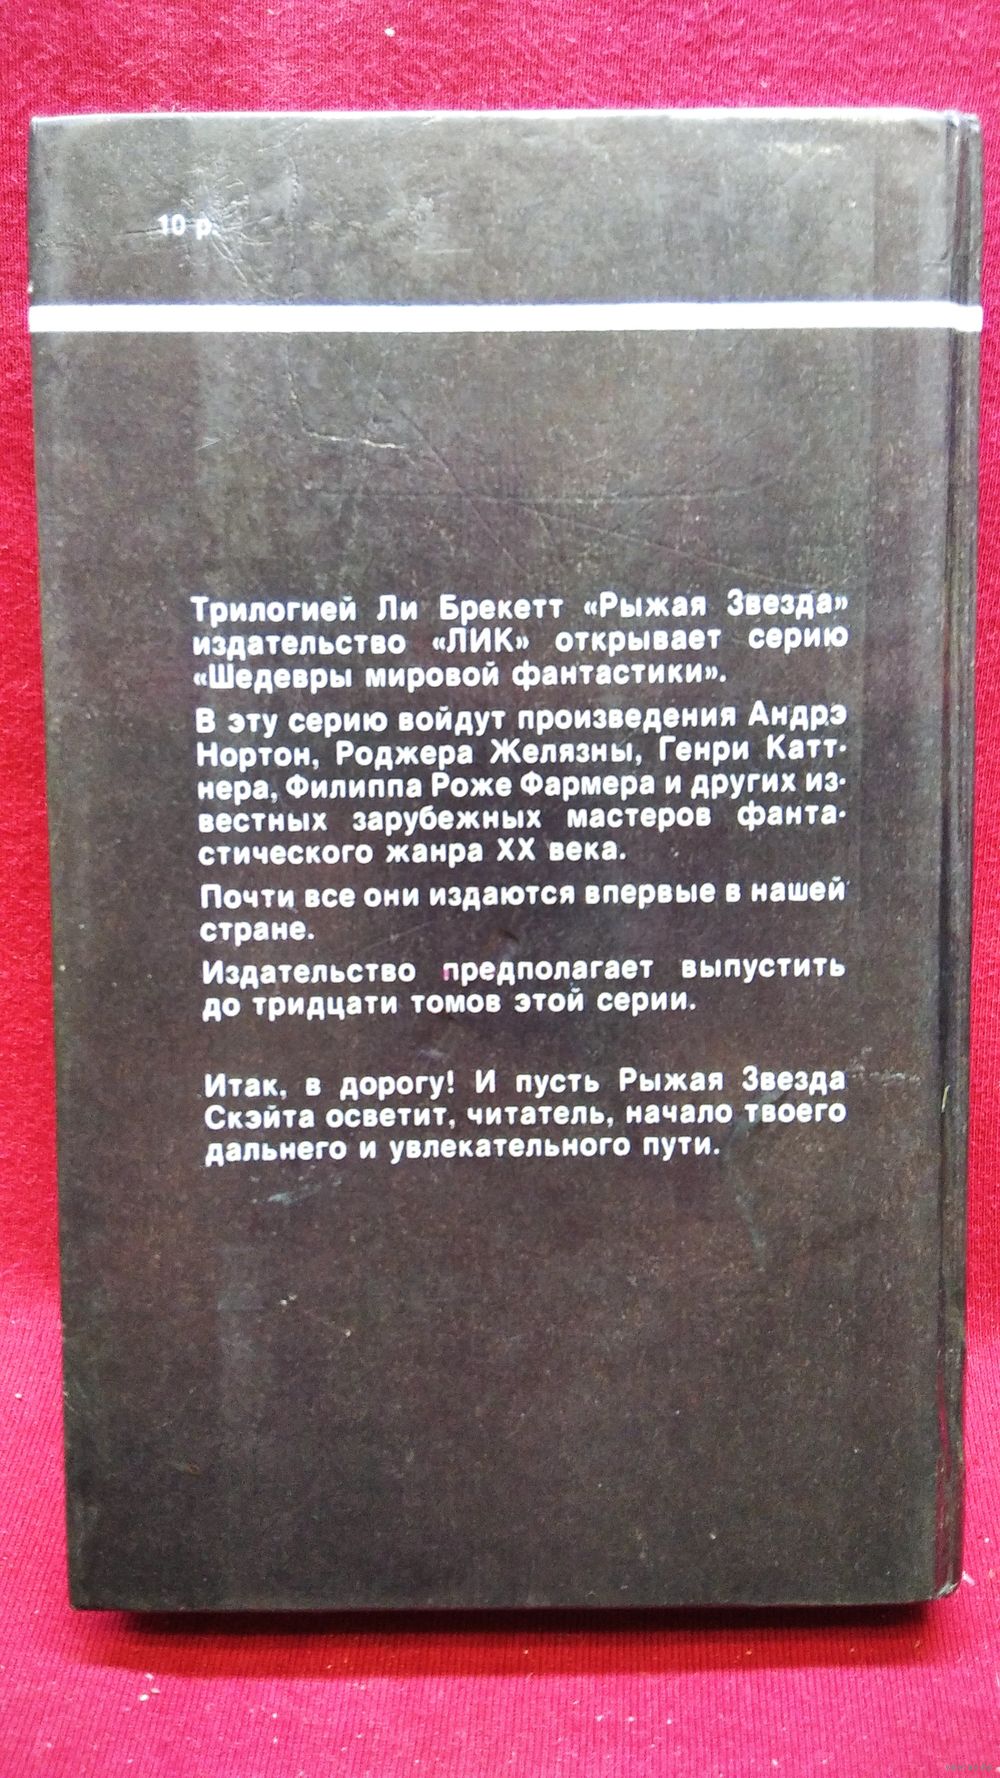 10 р.
Трилогией Ли Брекетт «Рыжая Звезда»
издательство «ЛИК» открывает серию
«Шедевры мировой фантастики».
В эту серию войдут произведения Андрэ
Нортон, Роджера Желязны, Генри Катт-
нера, Филиппа Роже Фармера и других из-
вестных зарубежных мастеров фанта-
стического жанра XX века.
Почти все они издаются впервые в нашей
стране.
Издательство предполагает выпустить
до тридцати томов этой серии.
Итак, в дорогу! И пусть Рыжая Звезда
Скэйта осветит, читатель, начало твоего
дальнего и увлекательного пути.